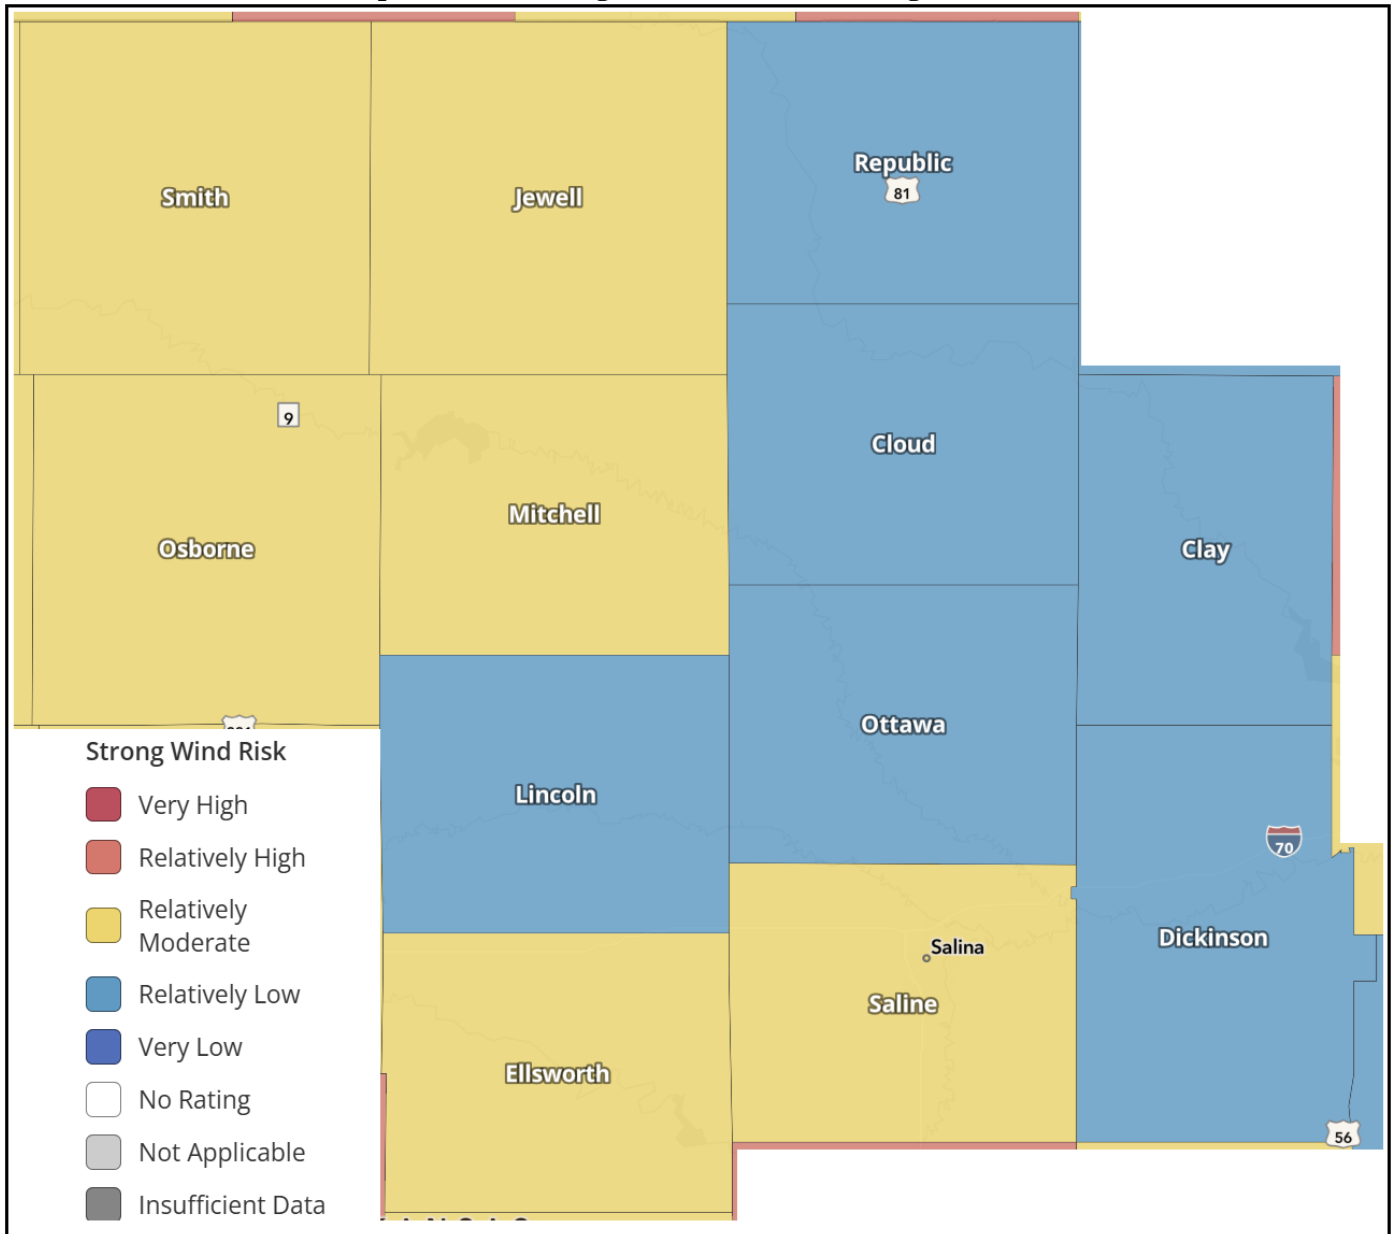 Smith
Jewell
Republic
81
9
Cloud
Mitchell
Osborne
Clay
Ottawa
Lincoln
70
Salina
Dickinson
Saline
Ellsworth
56
Strong Wind Risk
Very High
Relatively High
Relatively
Moderate
Relatively Low
Very Low
No Rating
Not Applicable
Insufficient Data